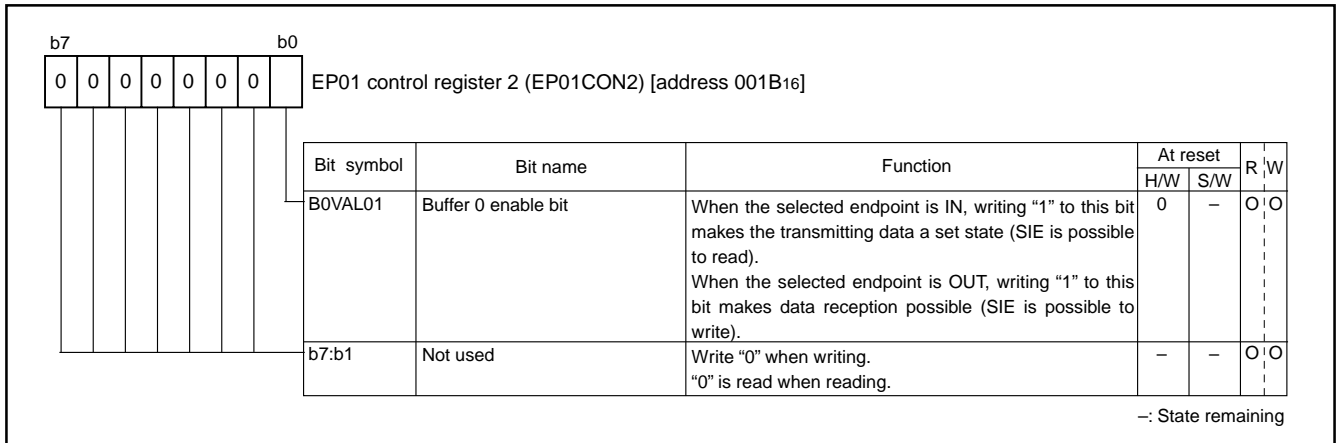 b7 b0
0 0 0 0 0 0 0 EP01 control register 2 (EP01CON2) [address 001B16]
Bit symbol Bit name Function At reset R W
H/W S/W
B0VAL01 Buffer 0 enable bit When the selected endpoint is IN, writing “1” to this bit 0 – O O
makes the transmitting data a set state (SIE is possible
to read).
When the selected endpoint is OUT, writing “1” to this
bit makes data reception possible (SIE is possible to
write).
b7:b1 Not used Write “0” when writing. – – O O
“0” is read when reading.
–: State remaining